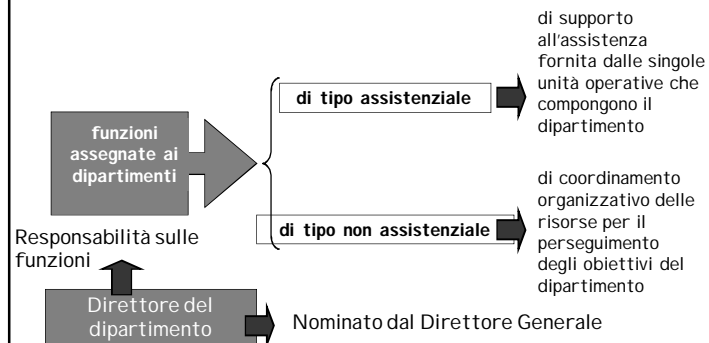 funzioni
assegnate ai
dipartimenti
di tipo assistenziale
di supporto
all'assistenza
fornita dalle singole
unità operative che
compongono il
dipartimento
di tipo non assistenziale
di coordinamento
organizzativo delle
risorse per il
perseguimento
degli obiettivi del
dipartimento
Responsabilità sulle
funzioni
Direttore del
dipartimento
Nominato dal Direttore Generale